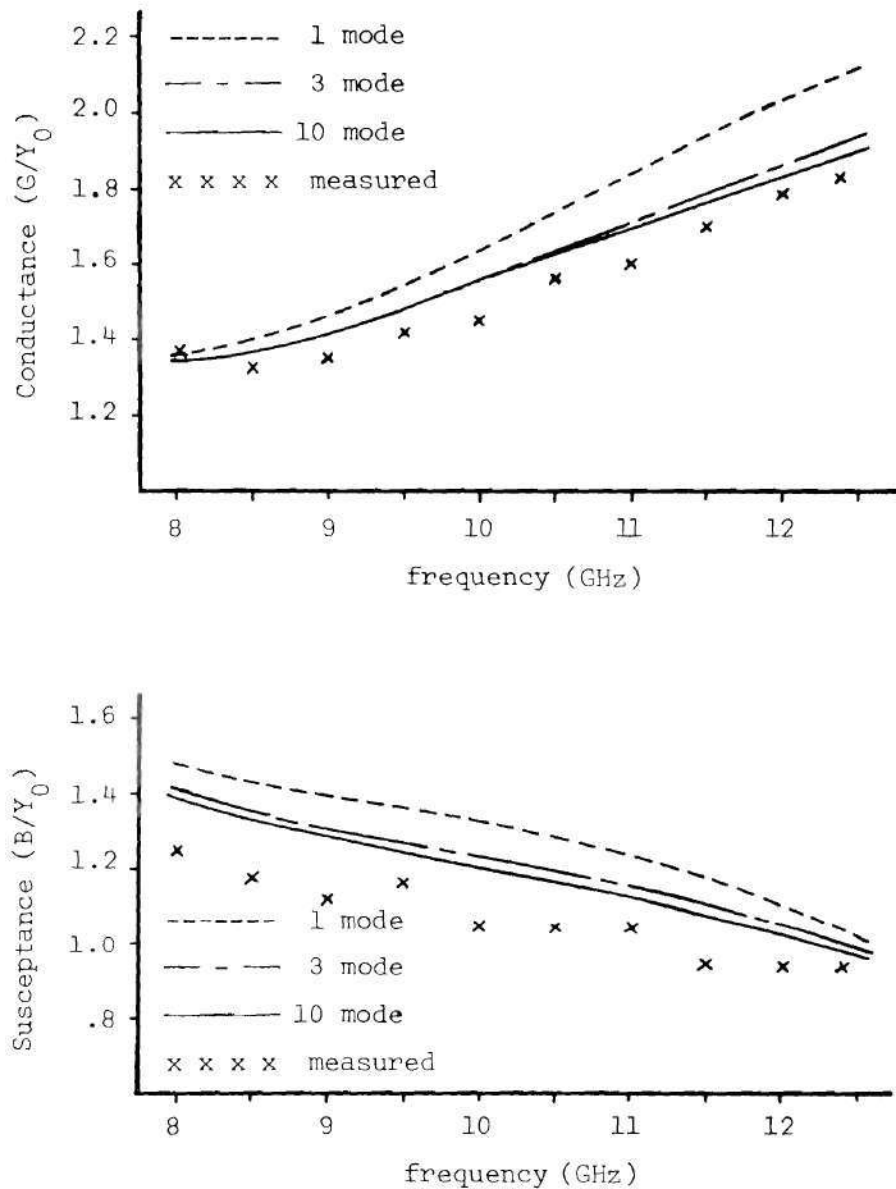 2.2
2.0
1.8
1.6
1.4
1.2
Conductance (G/Y₀)
1 mode
3 mode
10 mode
x x x x measured
8 9 10 11 12
frequency (GHz)
1.6
1.4
1.2
1.0
.8
Susceptance (B/Y₀)
1 mode
3 mode
10 mode
x x x x measured
8 9 10 11 12
frequency (GHz)